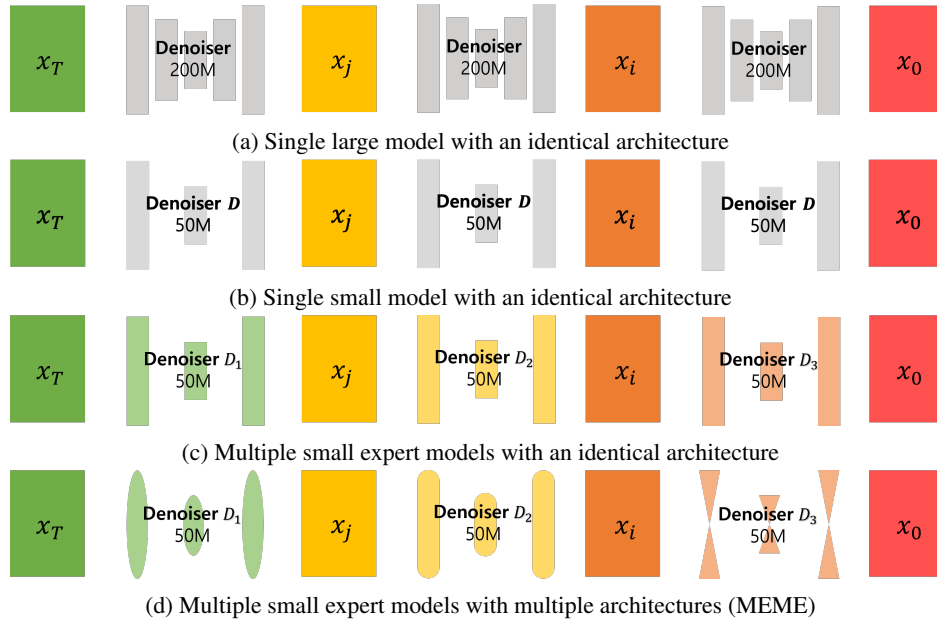 x_T Denoiser 200M x_j Denoiser 200M x_i Denoiser 200M x_0
(a) Single large model with an identical architecture
x_T Denoiser D 50M x_j Denoiser D 50M x_i Denoiser D 50M x_0
(b) Single small model with an identical architecture
x_T Denoiser D_1 50M x_j Denoiser D_2 50M x_i Denoiser D_3 50M x_0
(c) Multiple small expert models with an identical architecture
x_T Denoiser D_1 50M x_j Denoiser D_2 50M x_i Denoiser D_3 50M x_0
(d) Multiple small expert models with multiple architectures (MEME)